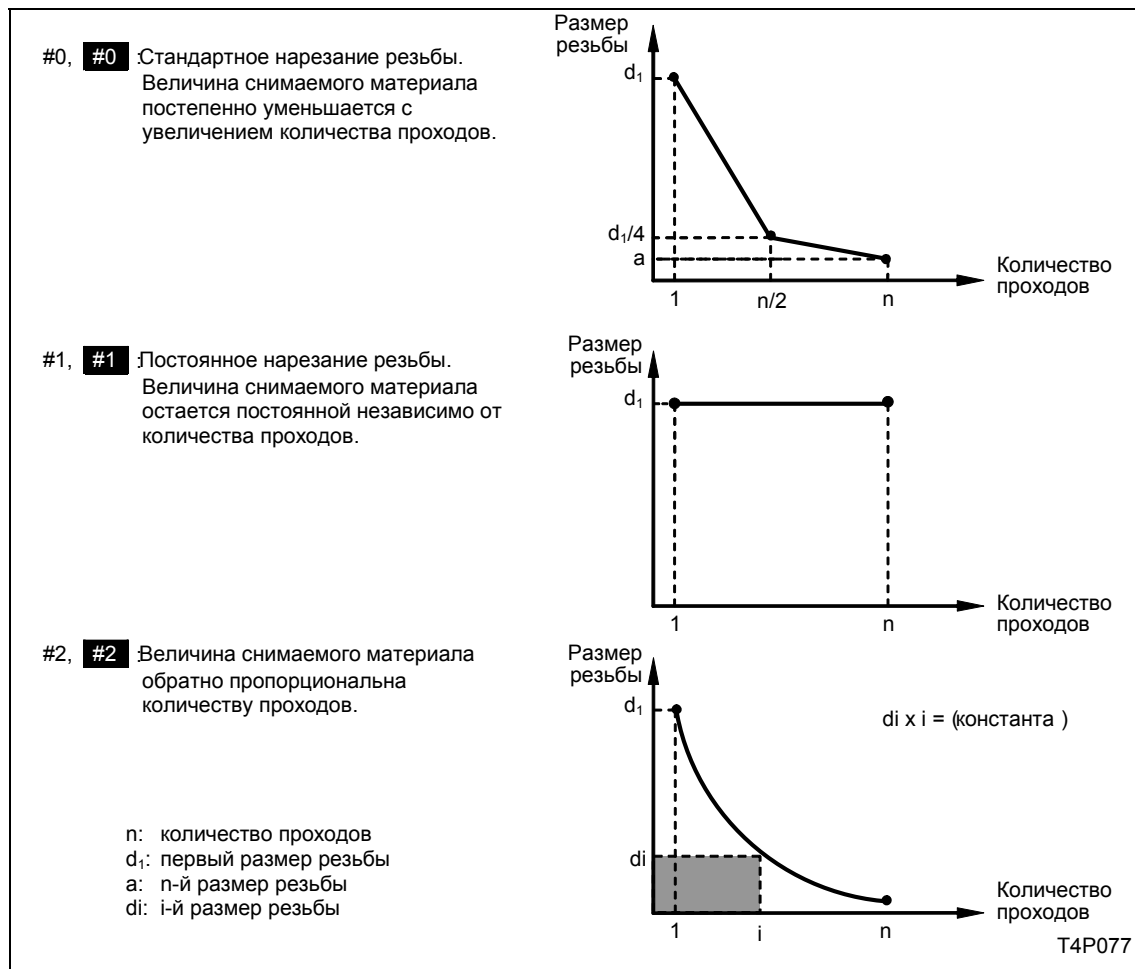 #0, #0 :Стандартное нарезание резьбы.
Величина снимаемого материала
постепенно уменьшается с
увеличением количества проходов.
Размер
резьбы
d₁
d₁/4
a
1
n/2
n
Количество
проходов
#1, #1 :Постоянное нарезание резьбы.
Величина снимаемого материала
остается постоянной независимо от
количества проходов.
Размер
резьбы
d₁
1
n
Количество
проходов
#2, #2 :Величина снимаемого материала
обратно пропорциональна
количеству проходов.
Размер
резьбы
d₁
di x i = (константа )
di
1
i
n
Количество
проходов
n: количество проходов
d₁: первый размер резьбы
a: n-й размер резьбы
di: i-й размер резьбы
T4P077